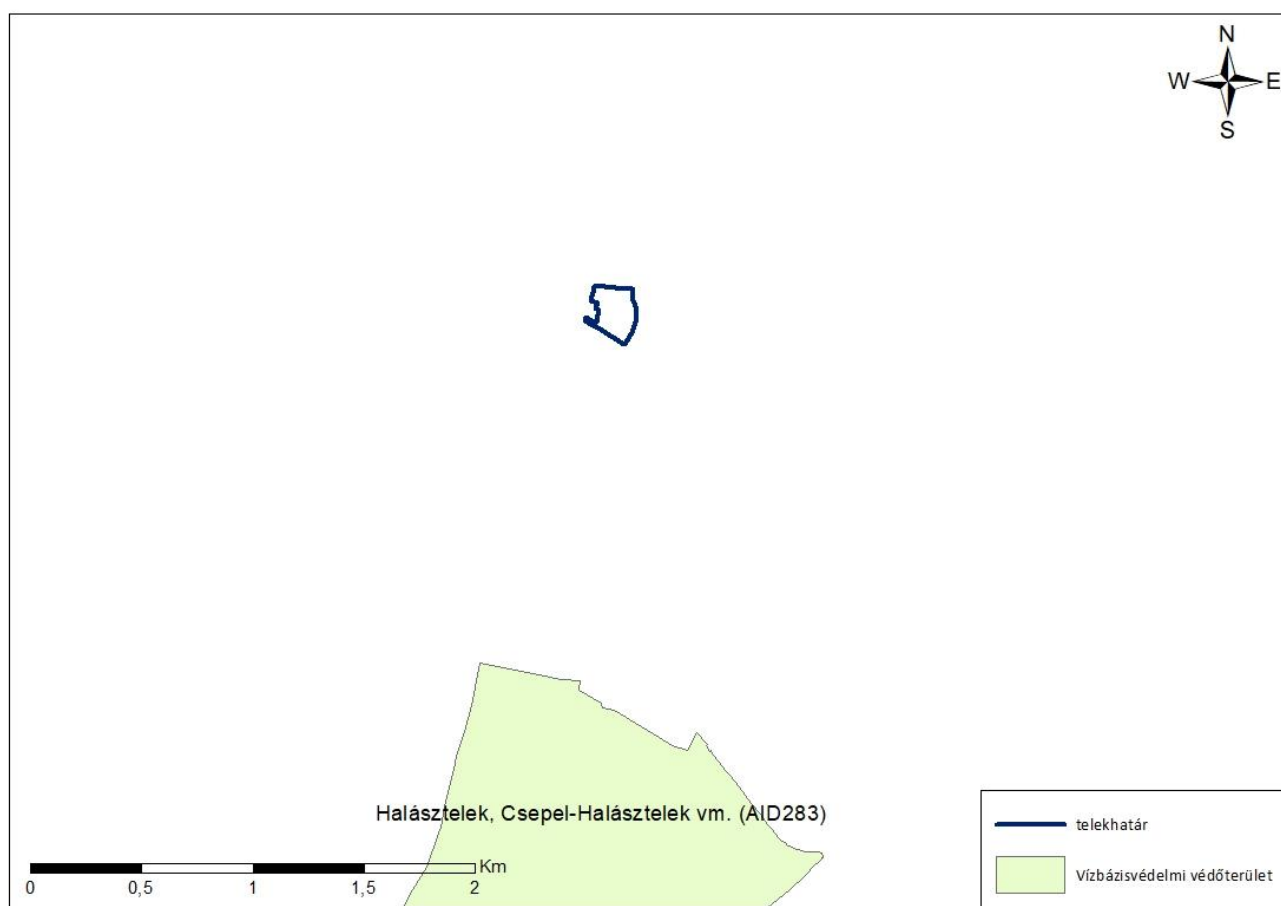 N
W E
S
Halásztelek, Csepel-Halásztelek vm. (AID283)
telekhatár
Vízbázisvédelmi védőterület
Km
0 0,5 1 1,5 2